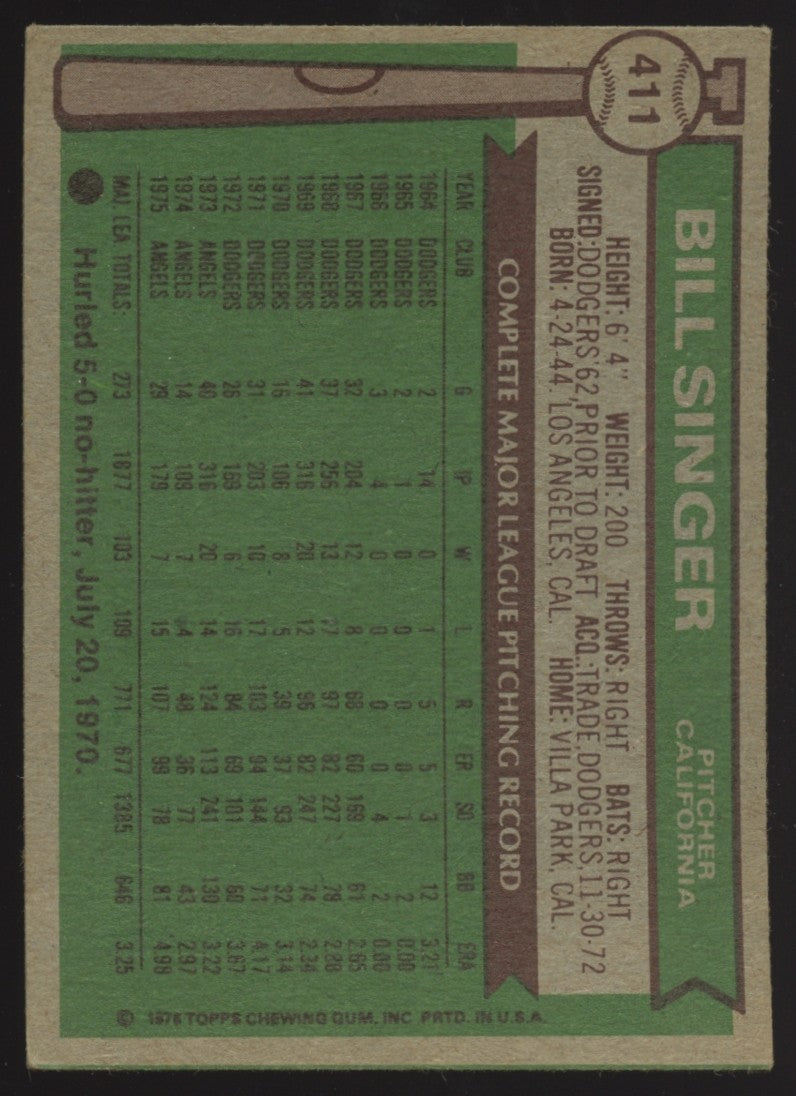 411
T
BILL SINGER
PITCHER
CALIFORNIA
HEIGHT: 6' 4" WEIGHT: 200 THROWS: RIGHT BATS: RIGHT
SIGNED: DODGERS '62, PRIOR TO DRAFT ACQ.: TRADE, DODGERS, 11-30-72
BORN: 4-24-44, LOS ANGELES, CAL. HOME: VILLA PARK, CAL.
COMPLETE MAJOR LEAGUE PITCHING RECORD
YEAR CLUB G IP W L R ER SO BB ERA
1964 DODGERS 2 14 0 1 5 5 3 12 3.21
1965 DODGERS 2 1 0 0 0 0 1 2 0.00
1966 DODGERS 3 4 0 0 0 0 4 2 0.00
1967 DODGERS 32 204 12 8 68 60 169 61 2.65
1968 DODGERS 37 256 13 17 97 82 227 78 2.88
1969 DODGERS 41 316 20 12 96 82 247 74 2.34
1970 DODGERS 16 106 8 5 39 37 93 32 3.14
1971 DODGERS 31 203 10 17 103 94 144 71 4.17
1972 DODGERS 26 169 6 16 84 69 101 60 3.67
1973 ANGELS 40 316 20 14 124 113 241 130 3.22
1974 ANGELS 14 109 7 4 48 36 77 43 2.97
1975 ANGELS 29 179 7 15 107 99 78 81 4.98
MAJ. LEA. TOTALS: 273 1877 103 109 771 677 1385 646 3.25
© 1976 TOPPS CHEWING GUM, INC PRTD. IN U.S.A.
Hurled 5-0 no-hitter, July 20, 1970.